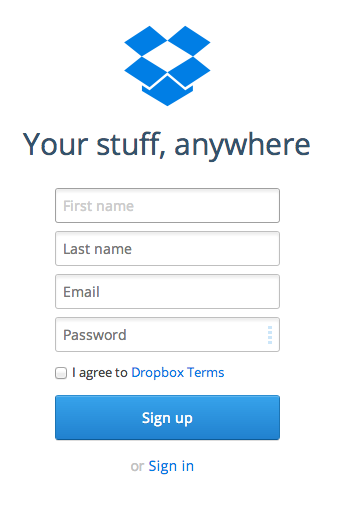 Your stuff, anywhere
First name
Last name
Email
Password
I agree to Dropbox Terms
Sign up
or Sign in